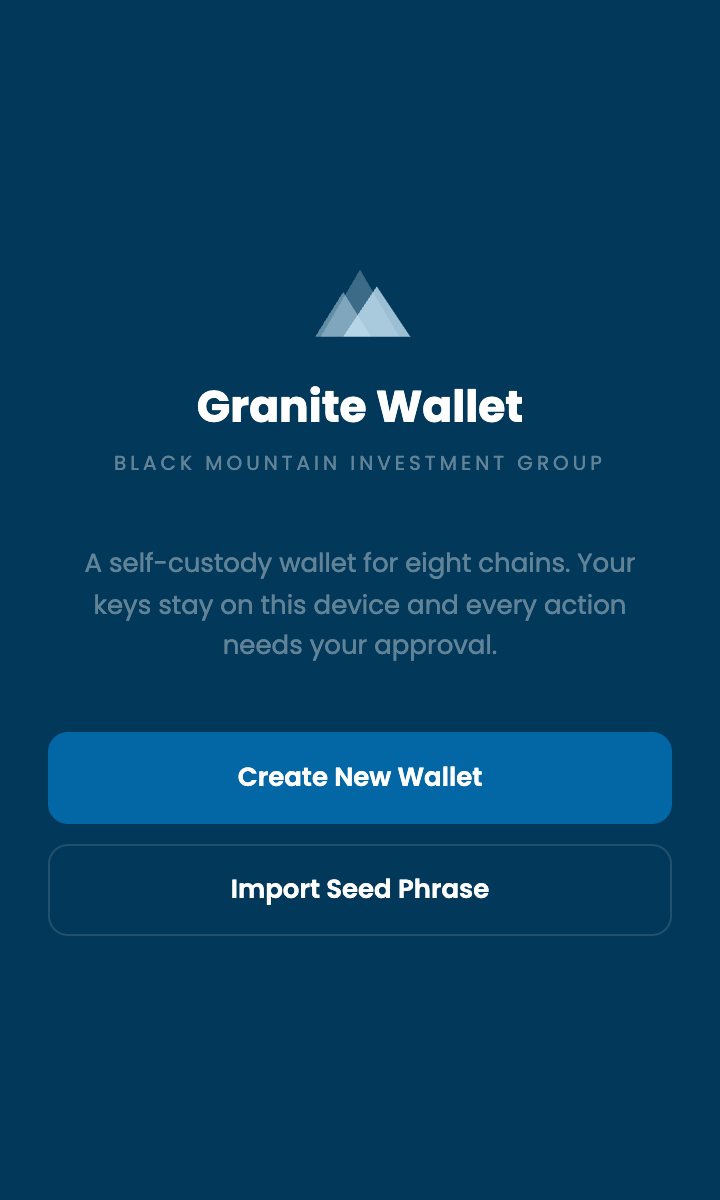 Granite Wallet
BLACK MOUNTAIN INVESTMENT GROUP
A self-custody wallet for eight chains. Your
keys stay on this device and every action
needs your approval.
Create New Wallet
Import Seed Phrase